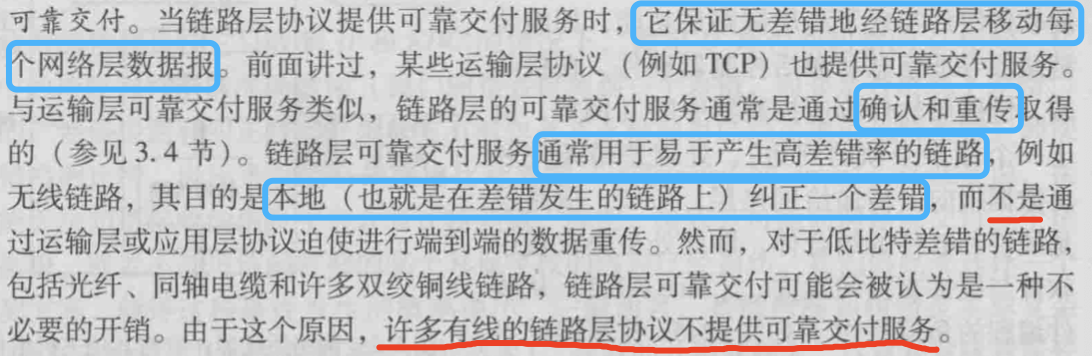 可靠交付。当链路层协议提供可靠交付服务时，它保证无差错地经链路层移动每
个网络层数据报。前面讲过，某些运输层协议（例如 TCP）也提供可靠交付服务。
与运输层可靠交付服务类似，链路层的可靠交付服务通常是通过确认和重传取得
的（参见 3.4 节）。链路层可靠交付服务通常用于易于产生高差错率的链路，例如
无线链路，其目的是本地（也就是在差错发生的链路上）纠正一个差错，而不是通
过运输层或应用层协议迫使进行端到端的数据重传。然而，对于低比特差错的链路，
包括光纤、同轴电缆和许多双绞铜线链路，链路层可靠交付可能会被认为是一种不
必要的开销。由于这个原因，许多有线的链路层协议不提供可靠交付服务。